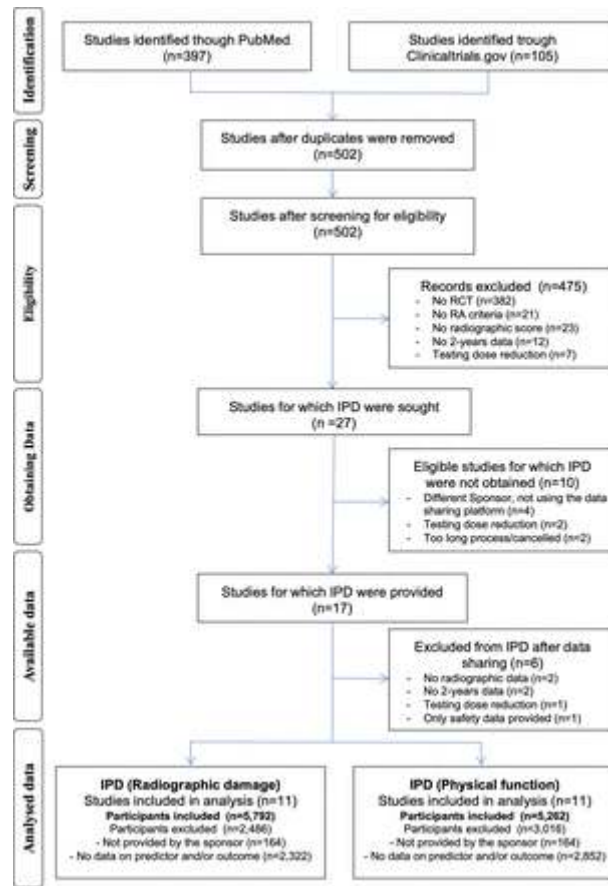 Identification
Studies identified though PubMed
(n=397)
Studies identified trough
Clinicaltrials.gov (n=105)
Screening
Studies after duplicates were removed
(n=502)
Eligibility
Studies after screening for eligibility
(n=502)
Records excluded (n=475)
- No RCT (n=382)
- No RA criteria (n=21)
- No radiographic score (n=23)
- No 2-years data (n=12)
- Testing dose reduction (n=7)
Obtaining Data
Studies for which IPD were sought
(n =27)
Eligible studies for which IPD
were not obtained (n=10)
- Different Sponsor, not using the data
sharing platform (n=4)
- Testing dose reduction (n=2)
- Too long process/cancelled (n=2)
Available data
Studies for which IPD were provided
(n=17)
Excluded from IPD after data
sharing (n=6)
- No radiographic data (n=2)
- No 2-years data (n=2)
- Testing dose reduction (n=1)
- Only safety data provided (n=1)
Analysed data
IPD (Radiographic damage)
Studies included in analysis (n=11)
Participants included (n=5,792)
Participants excluded (n=2,486)
- Not provided by the sponsor (n=164)
- No data on predictor and/or outcome (n=2,322)
IPD (Physical function)
Studies included in analysis (n=11)
Participants included (n=5,262)
Participants excluded (n=3,016)
- Not provided by the sponsor (n=164)
- No data on predictor and/or outcome (n=2,852)